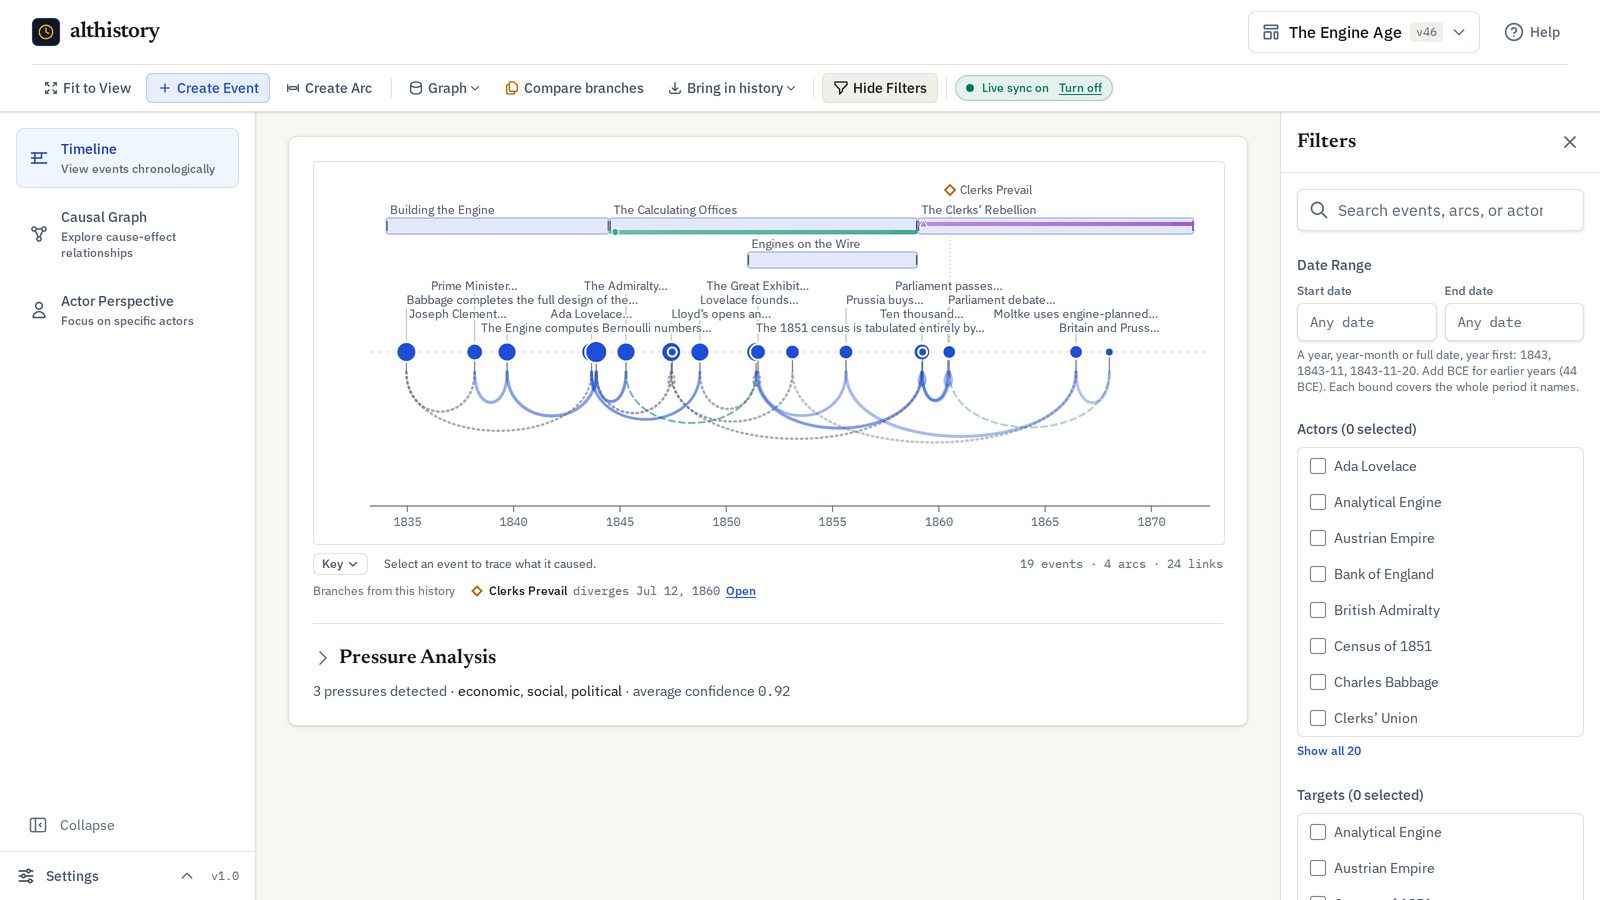 althistory
The Engine Age v46
Help
Fit to View
Create Event
Create Arc
Graph
Compare branches
Bring in history
Hide Filters
Live sync on Turn off
Timeline
View events chronologically
Causal Graph
Explore cause-effect
relationships
Actor Perspective
Focus on specific actors
Collapse
Settings
v1.0
Clerks Prevail
Building the Engine
The Calculating Offices
The Clerks’ Rebellion
Engines on the Wire
Prime Minister...
The Admiralty...
The Great Exhibit...
Parliament passes...
Babbage completes the full design of the...
Lovelace founds...
Prussia buys...
Parliament debate...
Joseph Clement...
Ada Lovelace...
Lloyd’s opens an...
Ten thousand...
Moltke uses engine-planned...
The Engine computes Bernoulli numbers...
The 1851 census is tabulated entirely by...
Britain and Pruss...
1835
1840
1845
1850
1855
1860
1865
1870
Key
Select an event to trace what it caused.
19 events · 4 arcs · 24 links
Branches from this history
Clerks Prevail diverges Jul 12, 1860 Open
Pressure Analysis
3 pressures detected · economic, social, political · average confidence 0.92
Filters
Search events, arcs, or actor
Date Range
Start date
End date
Any date
Any date
A year, year-month or full date, year first: 1843,
1843-11, 1843-11-20. Add BCE for earlier years (44
BCE). Each bound covers the whole period it names.
Actors (0 selected)
Ada Lovelace
Analytical Engine
Austrian Empire
Bank of England
British Admiralty
Census of 1851
Charles Babbage
Clerks’ Union
Show all 20
Targets (0 selected)
Analytical Engine
Austrian Empire